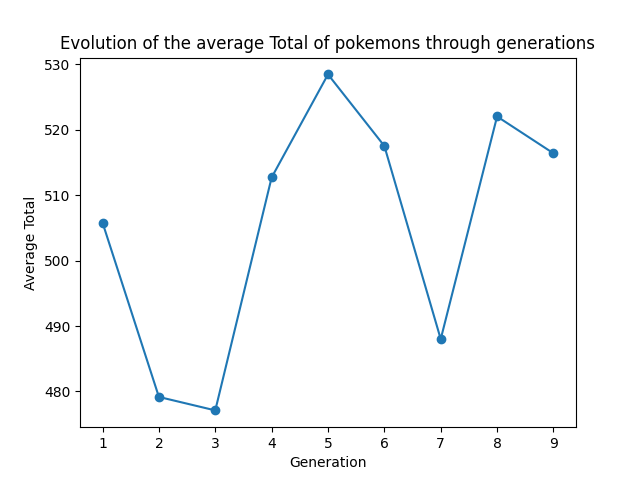 Evolution of the average Total of pokemons through generations
530
520
510
500
490
480
Average Total
1 2 3 4 5 6 7 8 9
Generation